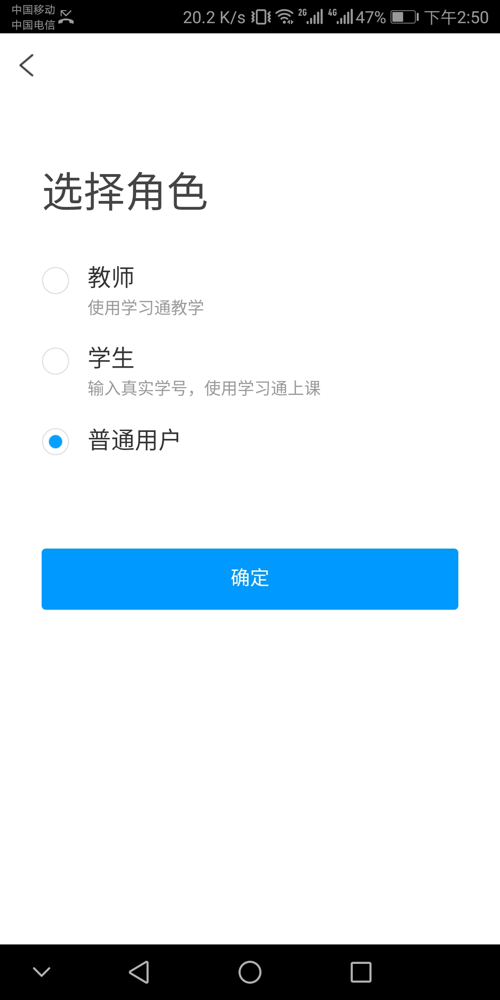 中国移动
中国电信
20.2 K/s 2G 4G 47% 下午2:50
选择角色
教师
使用学习通教学
学生
输入真实学号，使用学习通上课
普通用户
确定